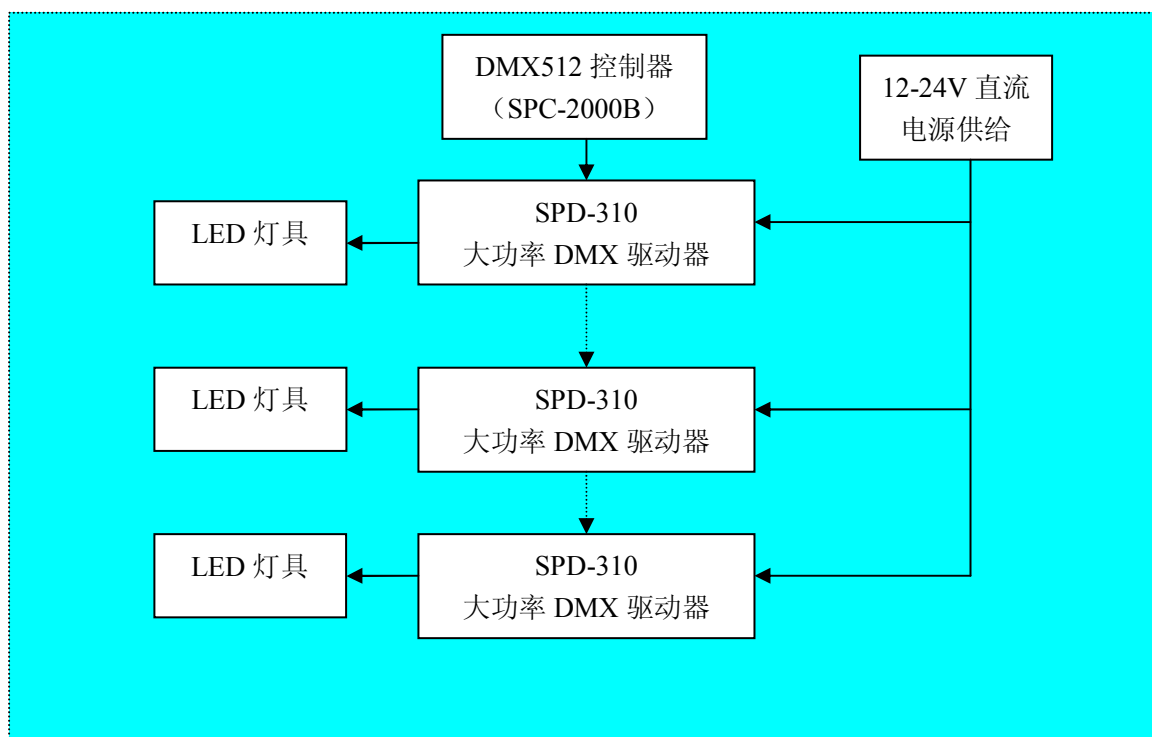 DMX512 控制器
（SPC-2000B）
12-24V 直流
电源供给
LED 灯具
SPD-310
大功率 DMX 驱动器
LED 灯具
SPD-310
大功率 DMX 驱动器
LED 灯具
SPD-310
大功率 DMX 驱动器